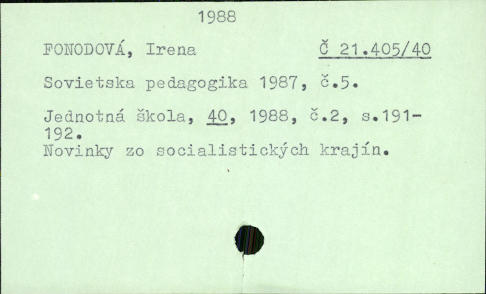 1988
FONODOVÁ, Irena Č 21.405/40
Sovietska pedagogika 1987, č.5.
Jednotná škola, 40, 1988, č.2, s.191-
192.
Novinky zo socialistických krajín.